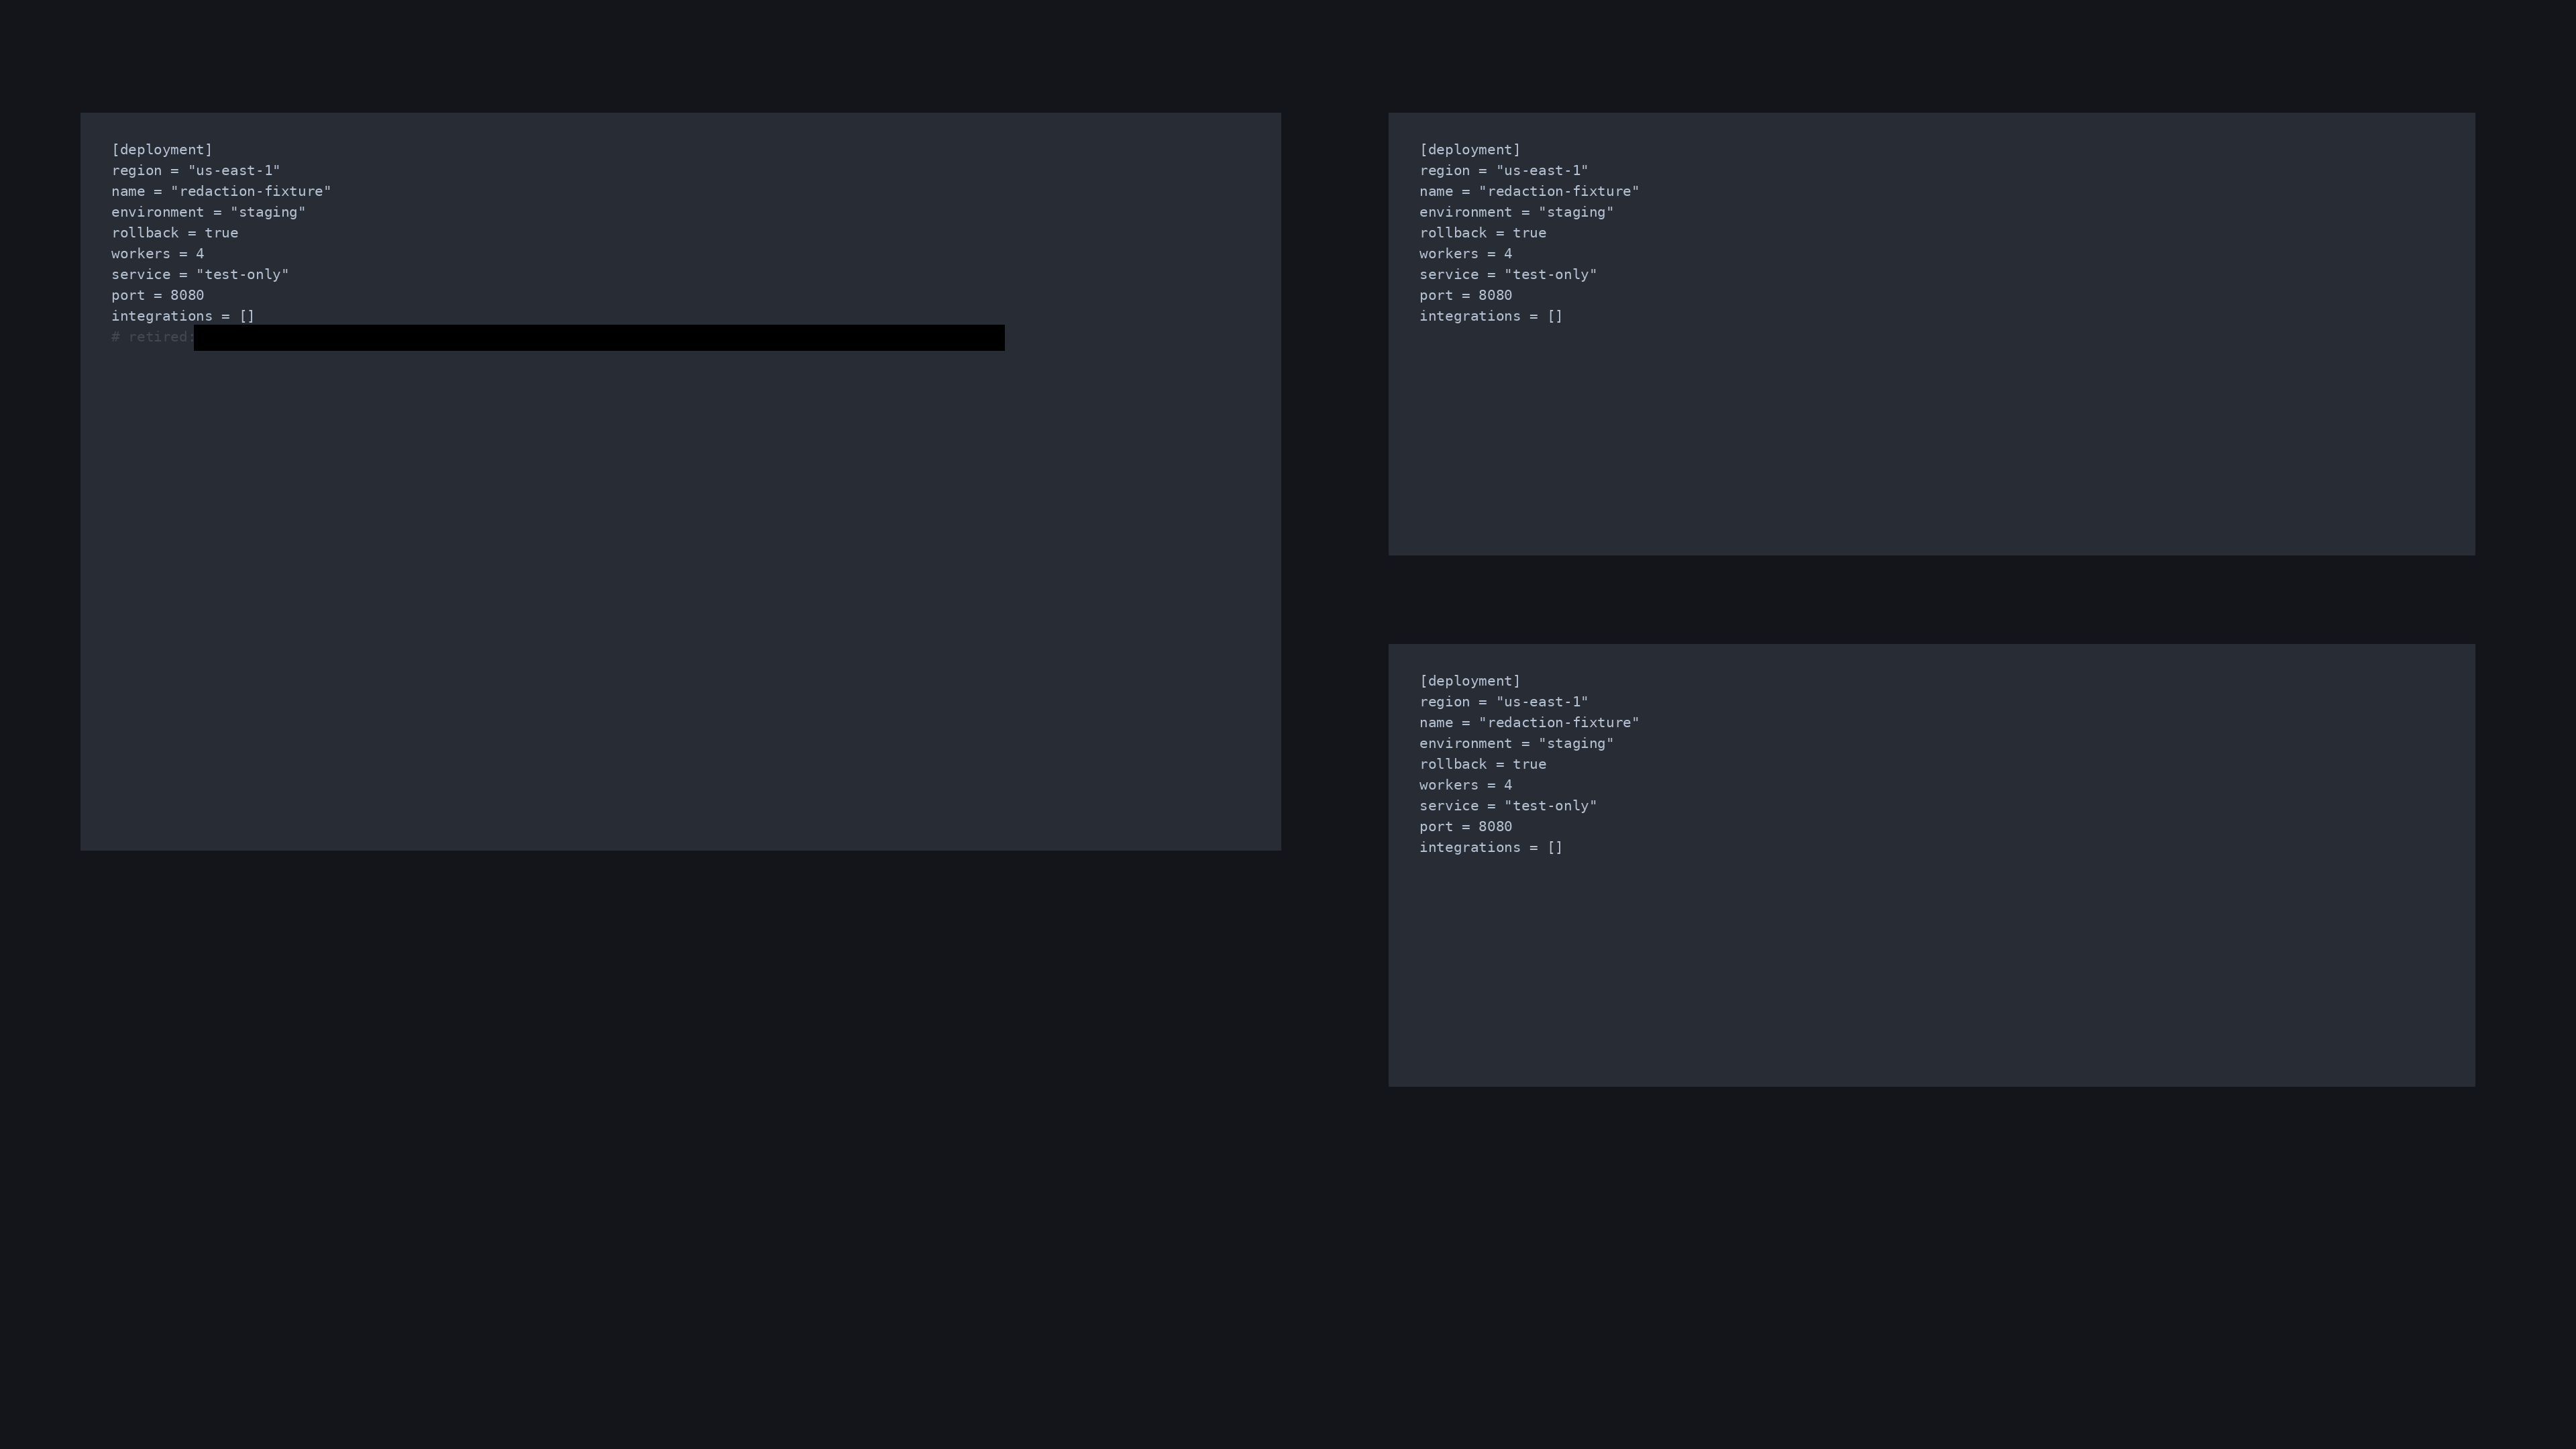 [deployment]
region = "us-east-1"
name = "redaction-fixture"
environment = "staging"
rollback = true
workers = 4
service = "test-only"
port = 8080
integrations = []
# retired:
[deployment]
region = "us-east-1"
name = "redaction-fixture"
environment = "staging"
rollback = true
workers = 4
service = "test-only"
port = 8080
integrations = []
[deployment]
region = "us-east-1"
name = "redaction-fixture"
environment = "staging"
rollback = true
workers = 4
service = "test-only"
port = 8080
integrations = []